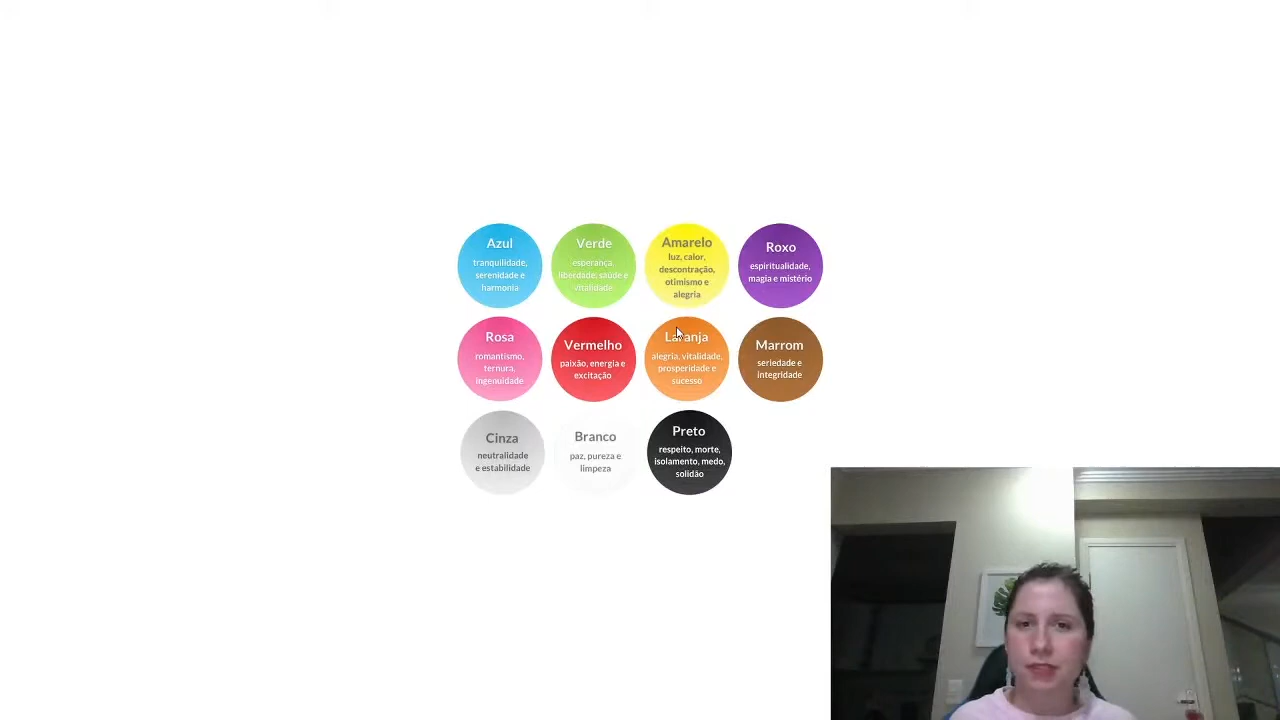 Azul
tranquilidade,
serenidade e
harmonia
Verde
esperança,
liberdade, saúde e
vitalidade
Amarelo
luz, calor,
descontração,
otimismo e
alegria
Roxo
espiritualidade,
magia e mistério
Rosa
romantismo,
ternura,
ingenuidade
Vermelho
paixão, energia e
excitação
Laranja
alegria, vitalidade,
prosperidade e
sucesso
Marrom
seriedade e
integridade
Cinza
neutralidade
e estabilidade
Branco
paz, pureza e
limpeza
Preto
respeito, morte,
isolamento, medo,
solidão